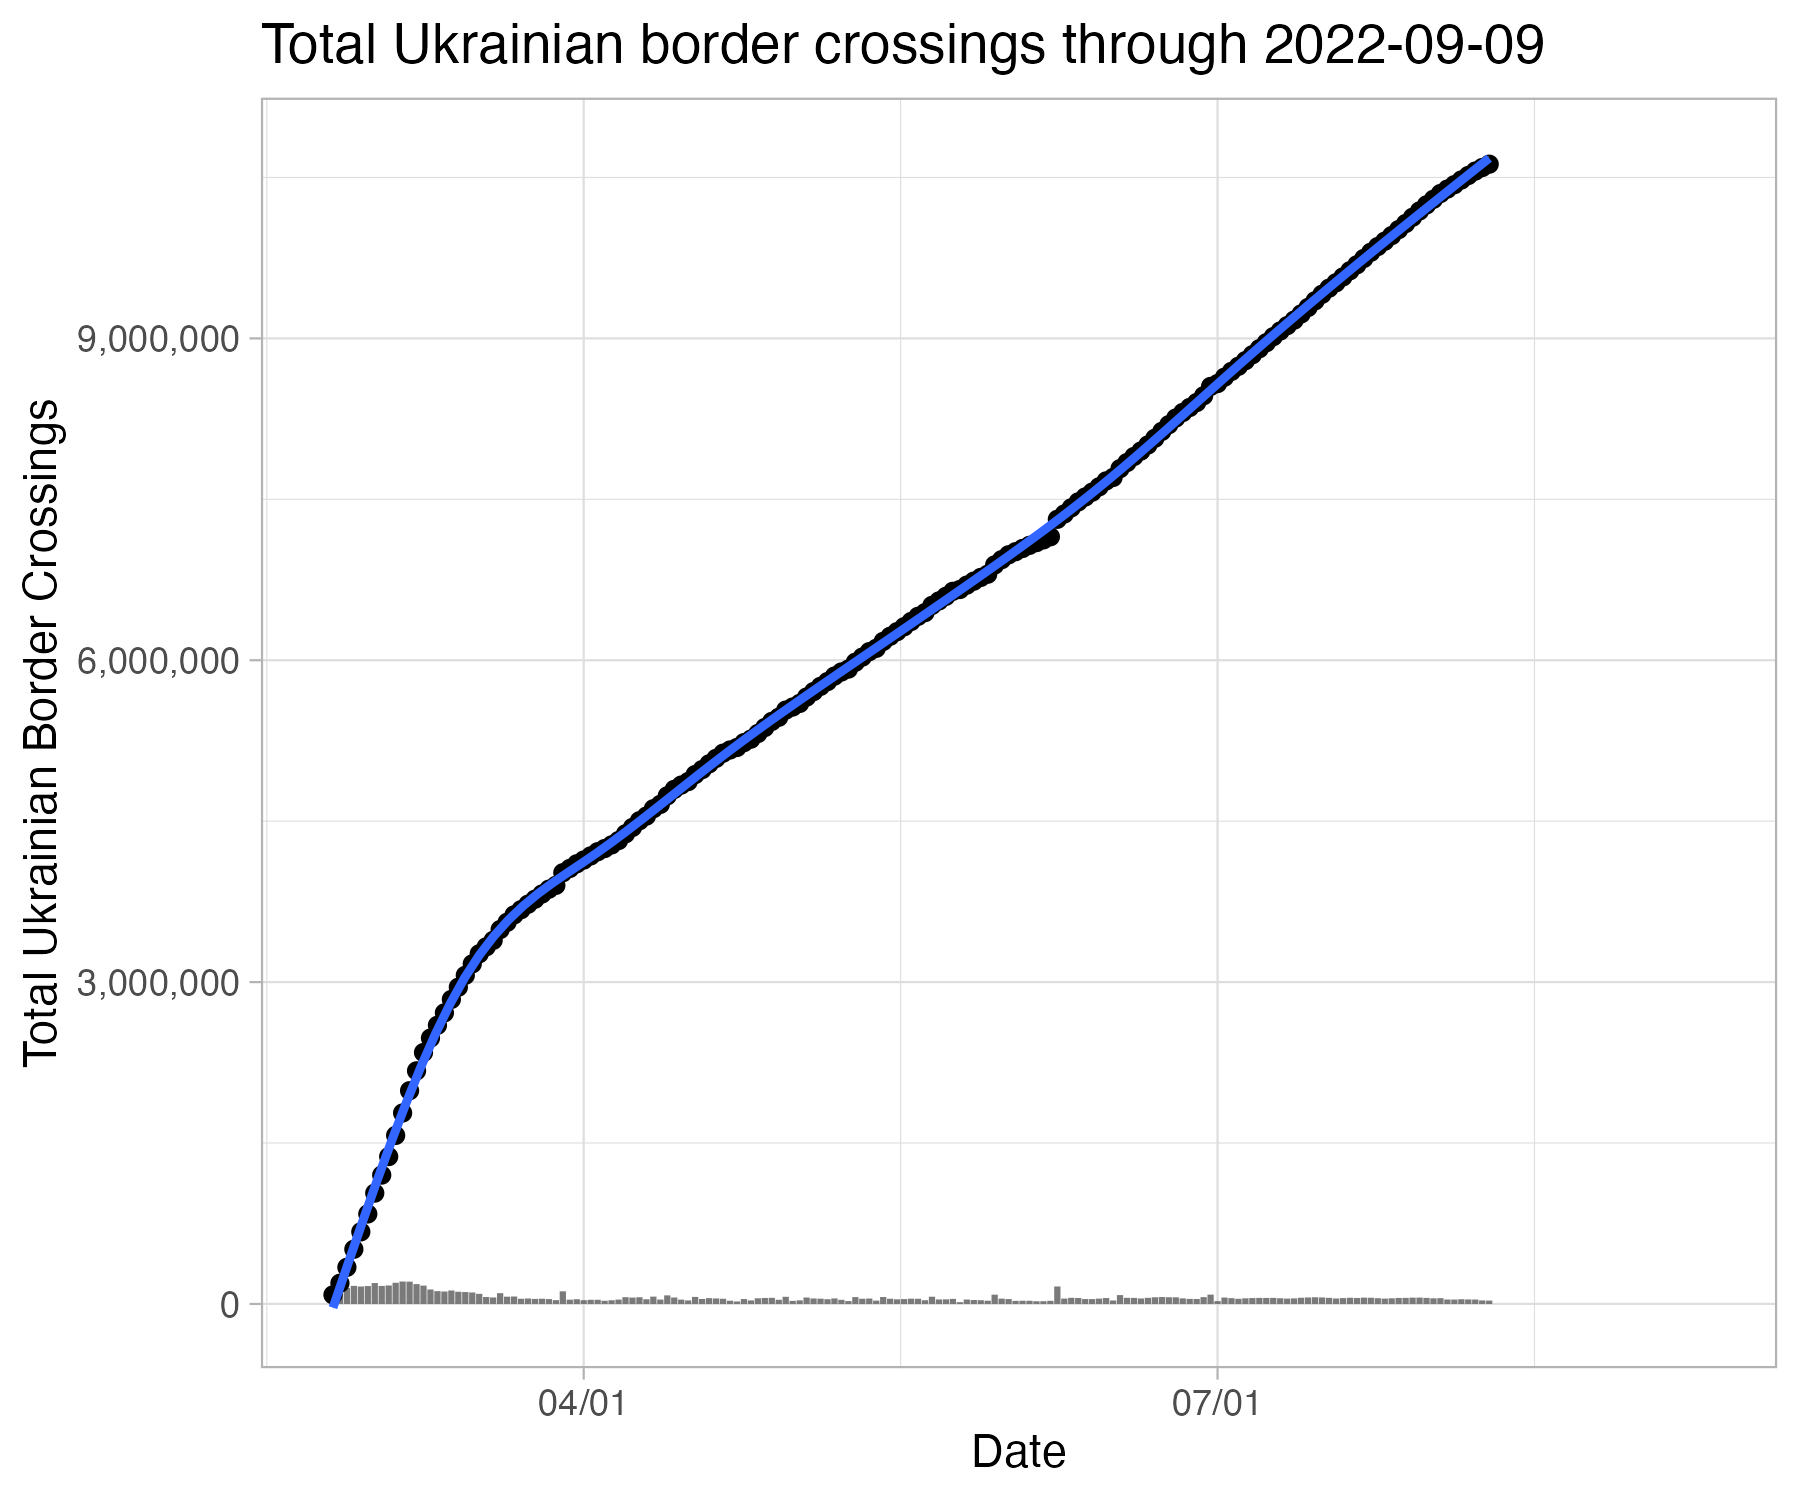 Total Ukrainian border crossings through 2022-09-09
Total Ukrainian Border Crossings
9,000,000
6,000,000
3,000,000
0
04/01
07/01
Date